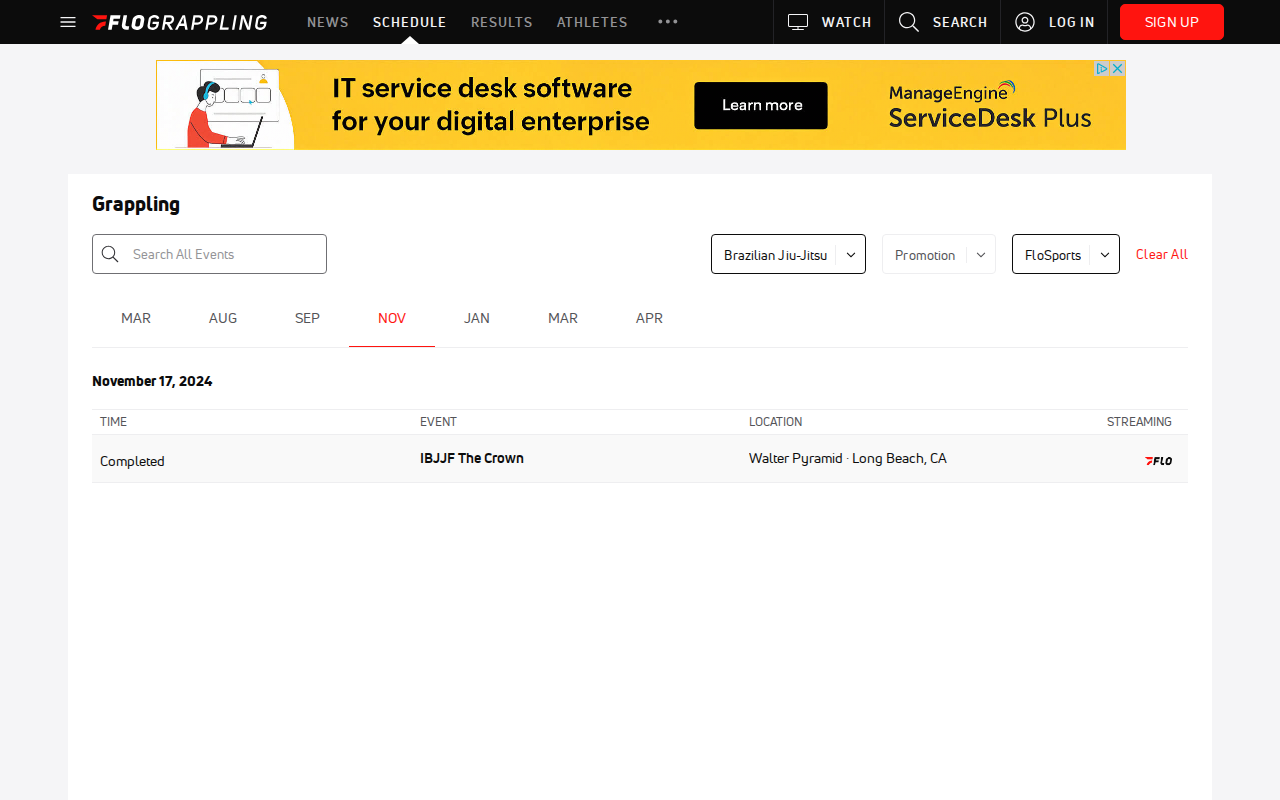 FLOGRAPPLING NEWS SCHEDULE RESULTS ATHLETES WATCH SEARCH LOG IN SIGN UP
IT service desk software
for your digital enterprise
Learn more
ManageEngine
ServiceDesk Plus
Grappling
Search All Events Brazilian Jiu-Jitsu Promotion FloSports Clear All
MAR AUG SEP NOV JAN MAR APR
November 17, 2024
TIME EVENT LOCATION STREAMING
Completed IBJJF The Crown Walter Pyramid · Long Beach, CA FLO